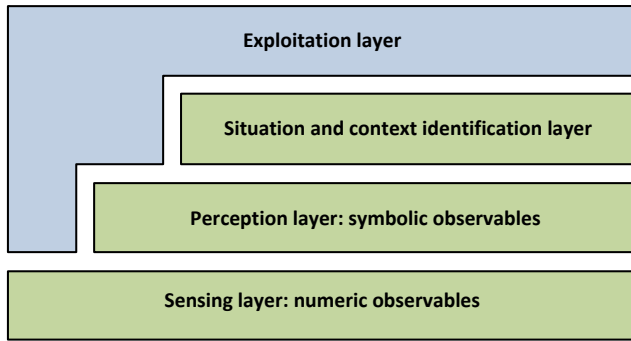 Exploitation layer
Situation and context identification layer
Perception layer: symbolic observables
Sensing layer: numeric observables